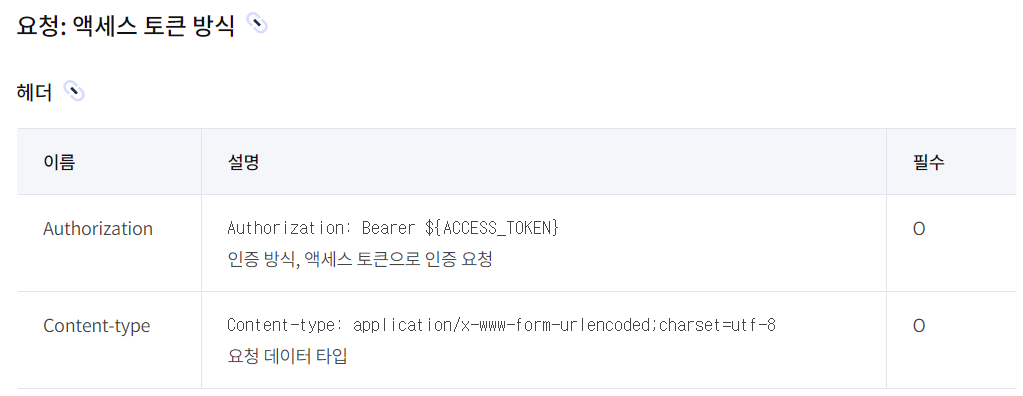 요청: 액세스 토큰 방식
헤더
이름 설명 필수
Authorization Authorization: Bearer ${ACCESS_TOKEN} O
인증 방식, 액세스 토큰으로 인증 요청
Content-type Content-type: application/x-www-form-urlencoded;charset=utf-8 O
요청 데이터 타입